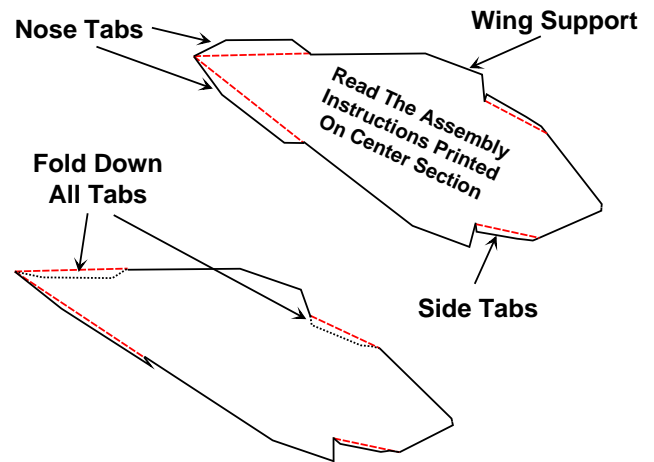 Nose Tabs
Wing Support
Read The Assembly
Instructions Printed
On Center Section
Fold Down
All Tabs
Side Tabs